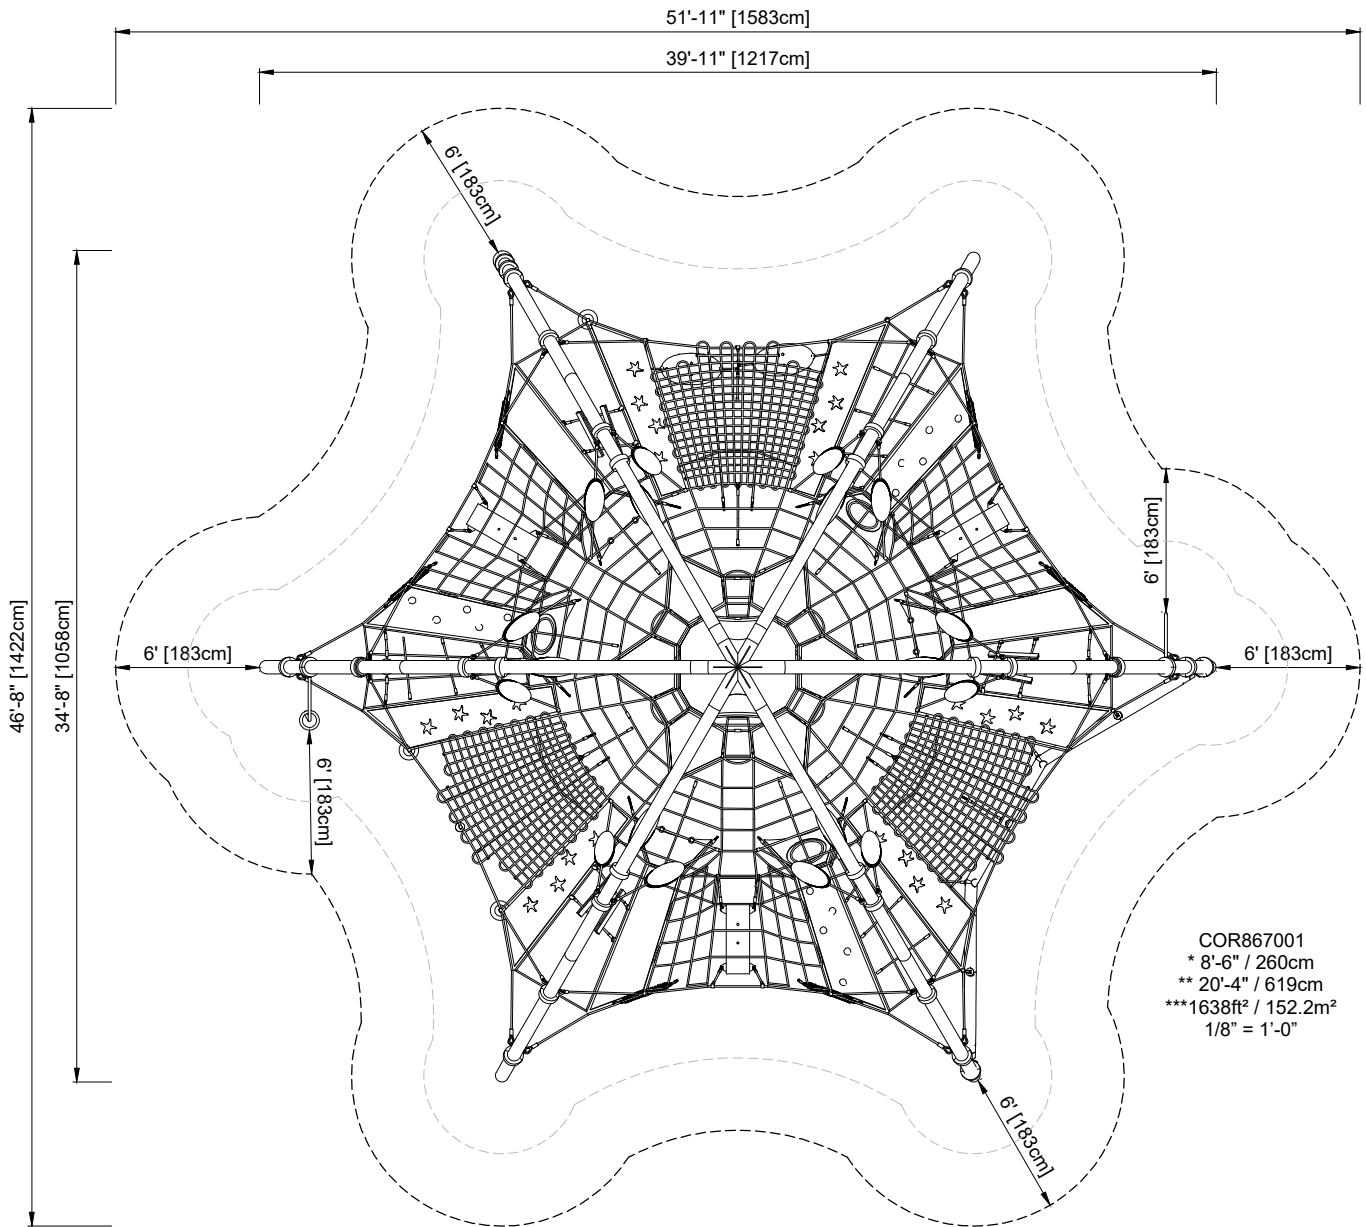 51'-11" [1583cm]
39'-11" [1217cm]
6' [183cm]
46'-8" [1422cm]
34'-8" [1058cm]
6' [183cm]
6' [183cm]
6' [183cm]
6' [183cm]
6' [183cm]
COR867001
* 8'-6" / 260cm
** 20'-4" / 619cm
***1638ft² / 152.2m²
1/8” = 1’-0”